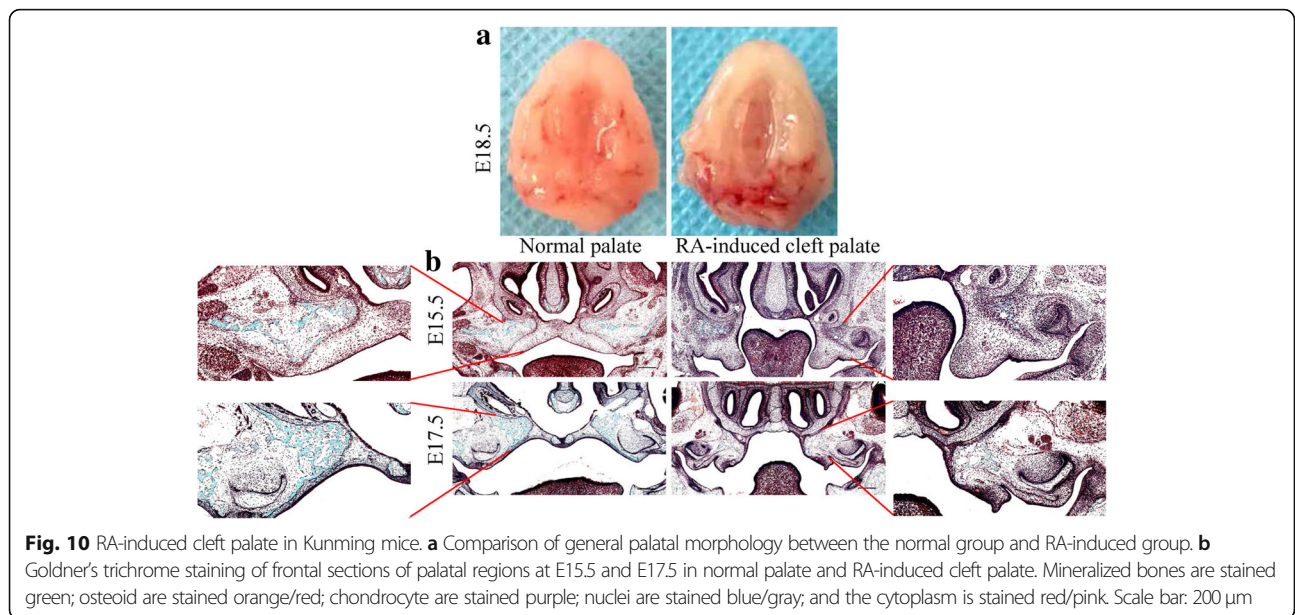 a
E18.5
Normal palate
RA-induced cleft palate
b
E15.5
E17.5
Fig. 10 RA-induced cleft palate in Kunming mice. a Comparison of general palatal morphology between the normal group and RA-induced group. b
Goldner's trichrome staining of frontal sections of palatal regions at E15.5 and E17.5 in normal palate and RA-induced cleft palate. Mineralized bones are stained
green; osteoid are stained orange/red; chondrocyte are stained purple; nuclei are stained blue/gray; and the cytoplasm is stained red/pink. Scale bar: 200 μm